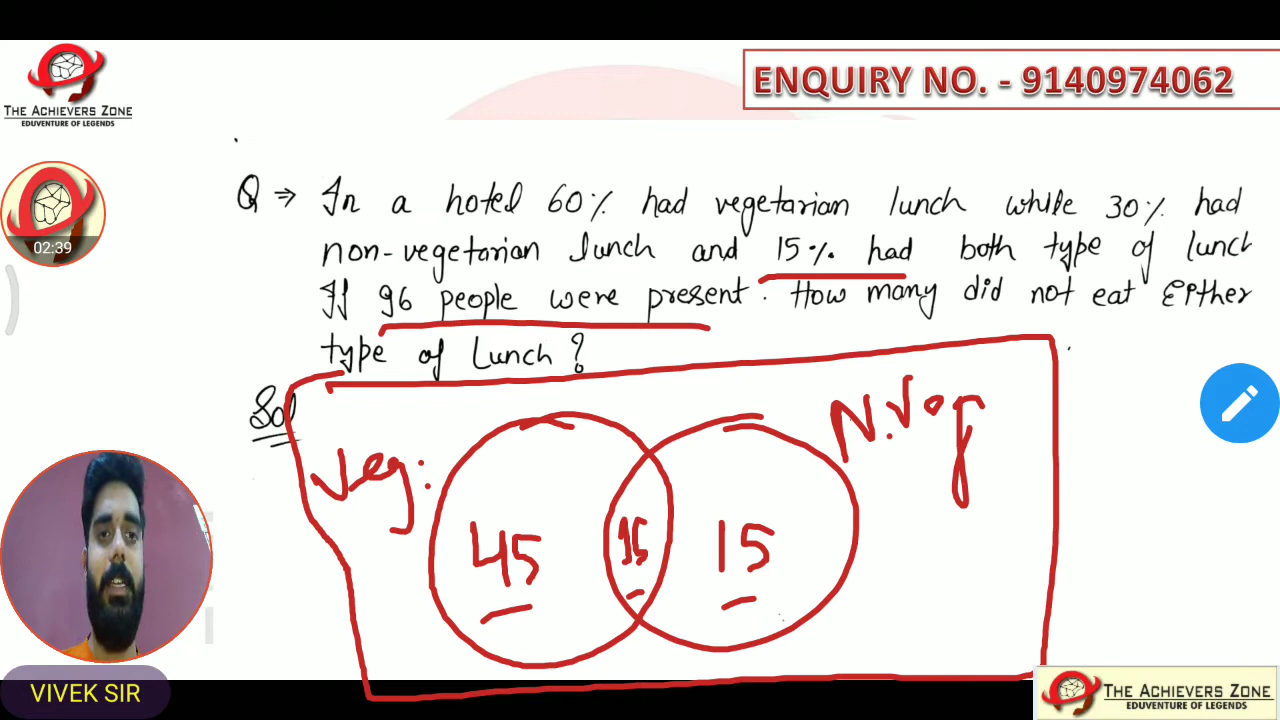 THE ACHIEVERS ZONE
EDUVENTURE OF LEGENDS
ENQUIRY NO. - 9140974062
02:39
Q ⇒ In a hotel 60% had vegetarian lunch while 30% had
non-vegetarian lunch and 15% had both type of lunch
If 96 people were present. How many did not eat Either
type of Lunch?
Sol
Veg:
N.Veg
45 15 15
VIVEK SIR
THE ACHIEVERS ZONE
EDUVENTURE OF LEGENDS